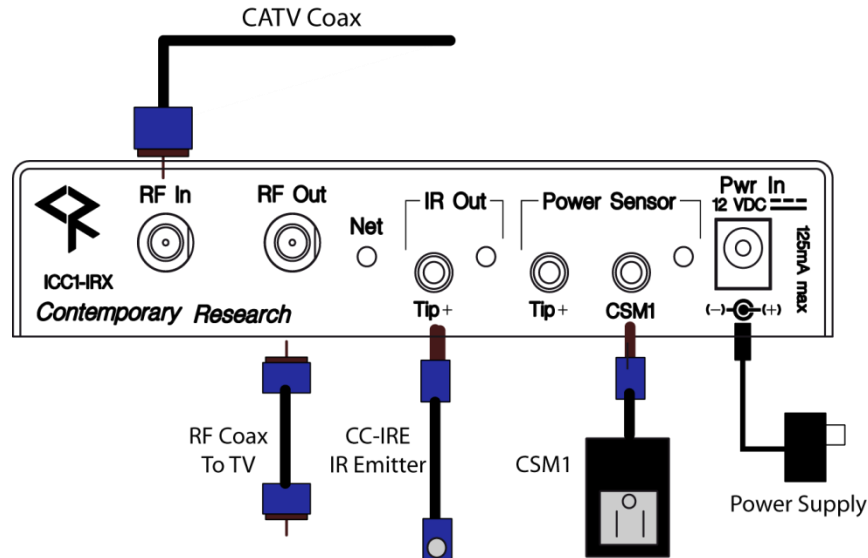 CATV Coax
RF In
RF Out
Net
IR Out
Power Sensor
Pwr In
12 VDC
125mA max
ICC1-IRX
Contemporary Research
Tip+
Tip+
CSM1
(-) (+)
RF Coax
To TV
CC-IRE
IR Emitter
CSM1
Power Supply